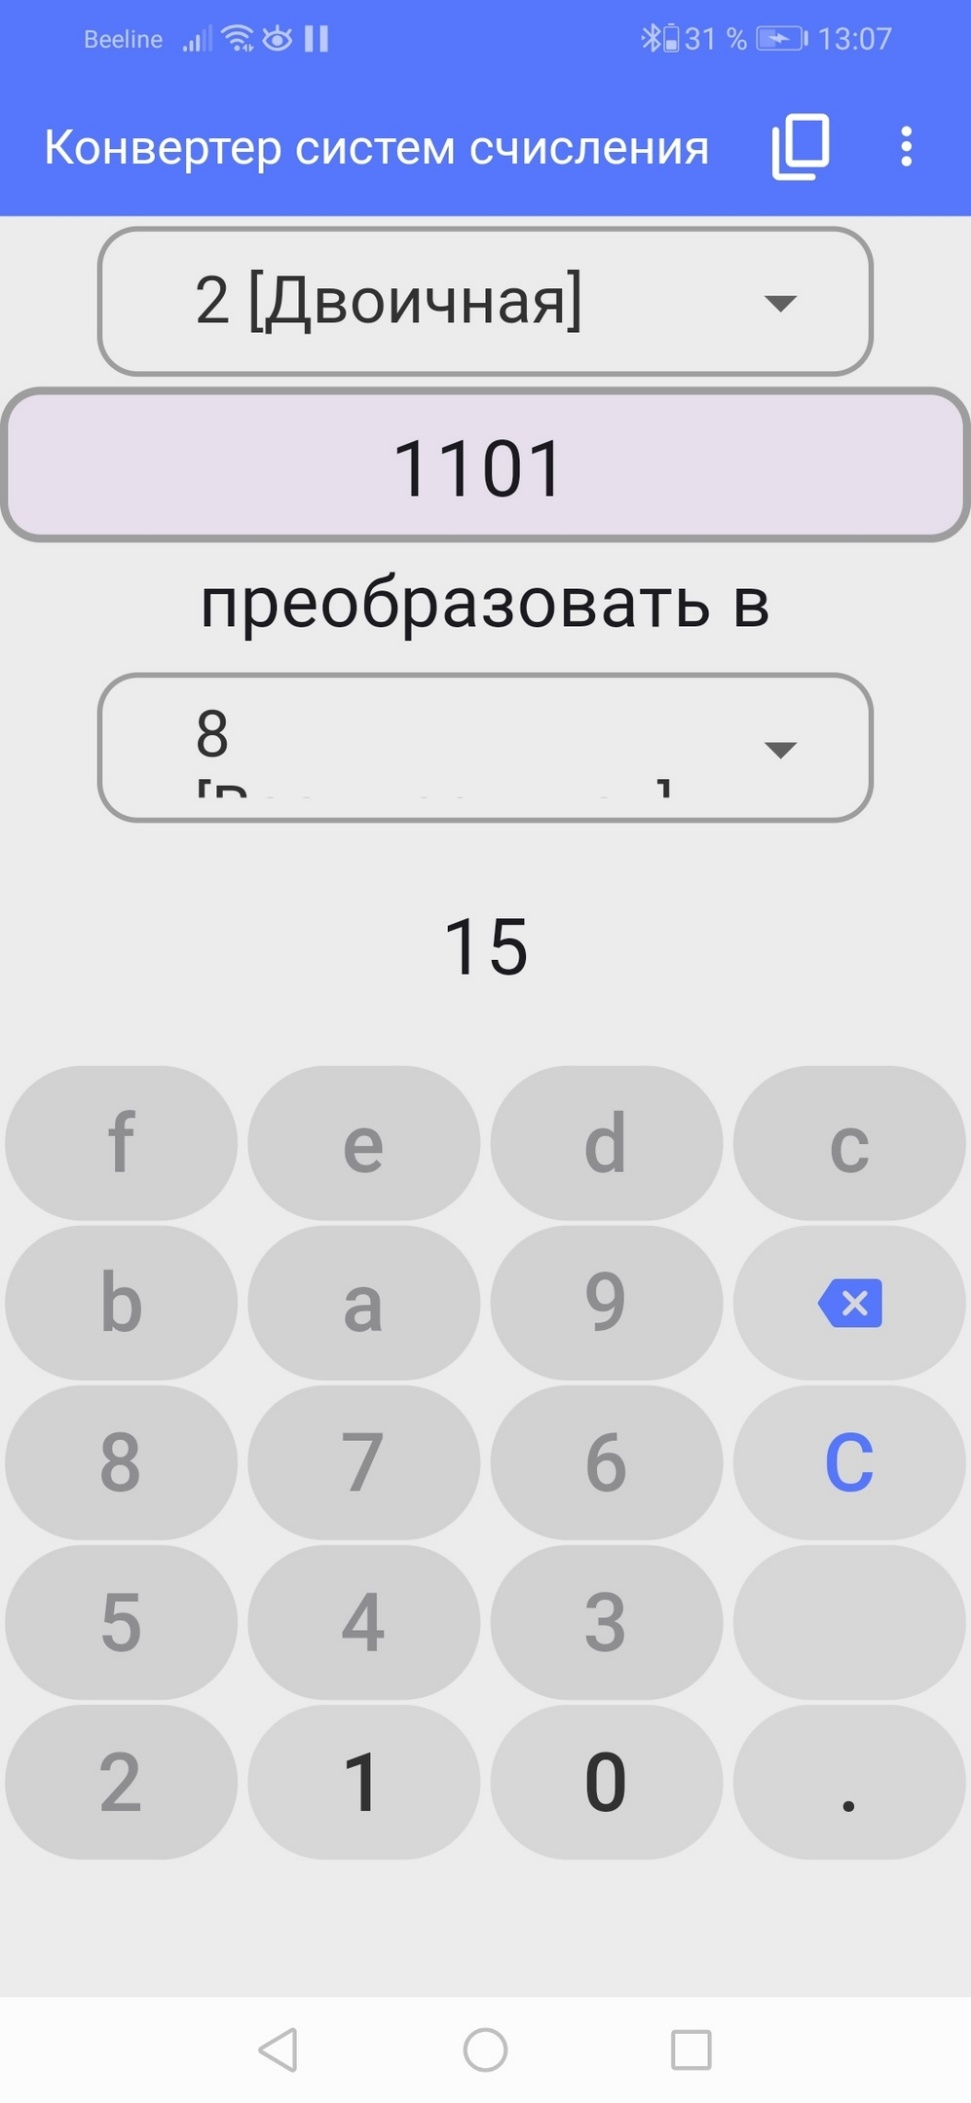 Beeline 31 % 13:07
Конвертер систем счисления
2 [Двоичная]
1101
преобразовать в
8
15
f e d c
b a 9
8 7 6 C
5 4 3
2 1 0 .